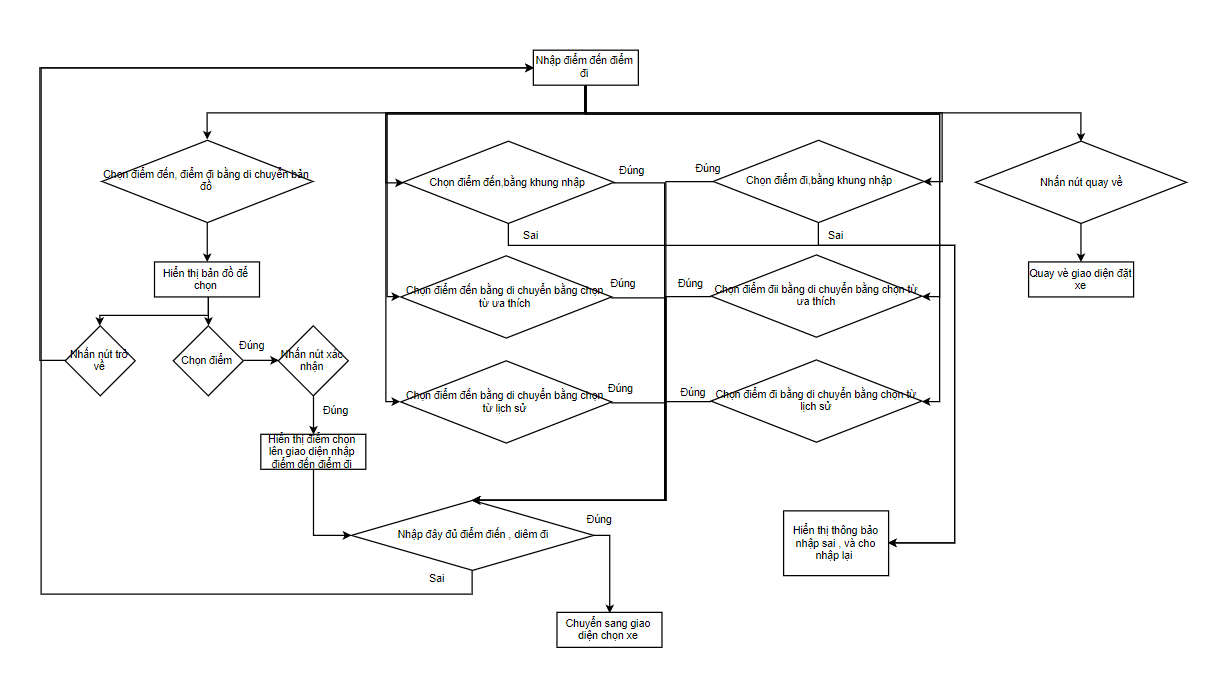 Nhập điểm đến điểm
đi
Chọn điểm đến, điểm đi bằng di chuyển bản
đồ
Chọn điểm đến,bằng khung nhập
Đúng
Đúng
Chọn điểm đi,bằng khung nhập
Nhấn nút quay về
Sai
Sai
Hiển thị bản đồ để
chọn
Chọn điểm đến bằng di chuyển bằng chọn
từ ưa thích
Đúng
Đúng
Chọn điểm đii bằng di chuyển bằng chọn từ
ưa thích
Quay vè giao diện đặt
xe
Nhấn nút trở
về
Chọn điểm
Đúng
Nhấn nút xác
nhận
Chọn điểm đến bằng di chuyển bằng chọn
từ lịch sử
Đúng
Đúng
Chọn điểm đi bằng di chuyển bằng chọn từ
lịch sử
Đúng
Hiển thị điểm chọn
lên giao diện nhập
điểm đến điểm đi
Nhập đây đủ điểm điến , diêm đi
Đúng
Sai
Hiển thị thông bảo
nhập sai , và cho
nhập lại
Chuyển sang giao
diện chọn xe